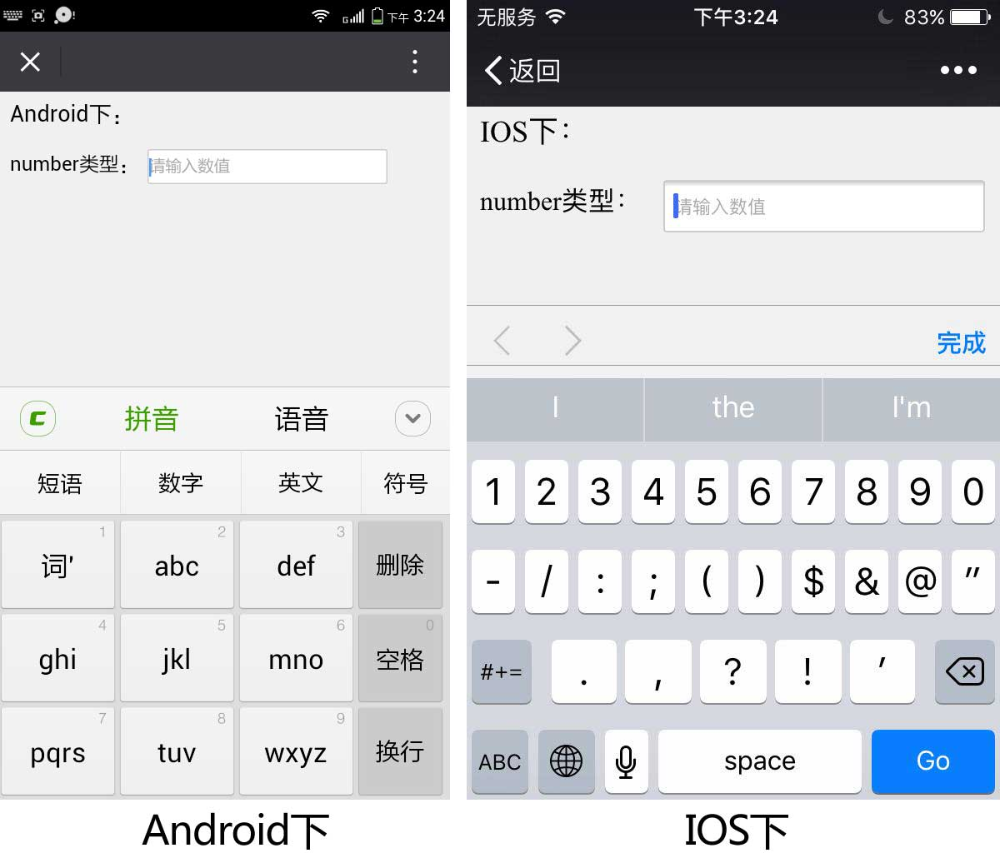 下午 3:24
Android下：
number类型：
请输入数值
拼音 语音
短语 数字 英文 符号
1 2 3
词' abc def 删除
4 5 6 0
ghi jkl mno 空格
7 8 9
pqrs tuv wxyz 换行
Android下
无服务 下午3:24 83%
返回
IOS下：
number类型：
请输入数值
完成
I the I'm
1 2 3 4 5 6 7 8 9 0
- / : ; ( ) $ & @ "
#+= . , ? ! '
ABC space Go
IOS下